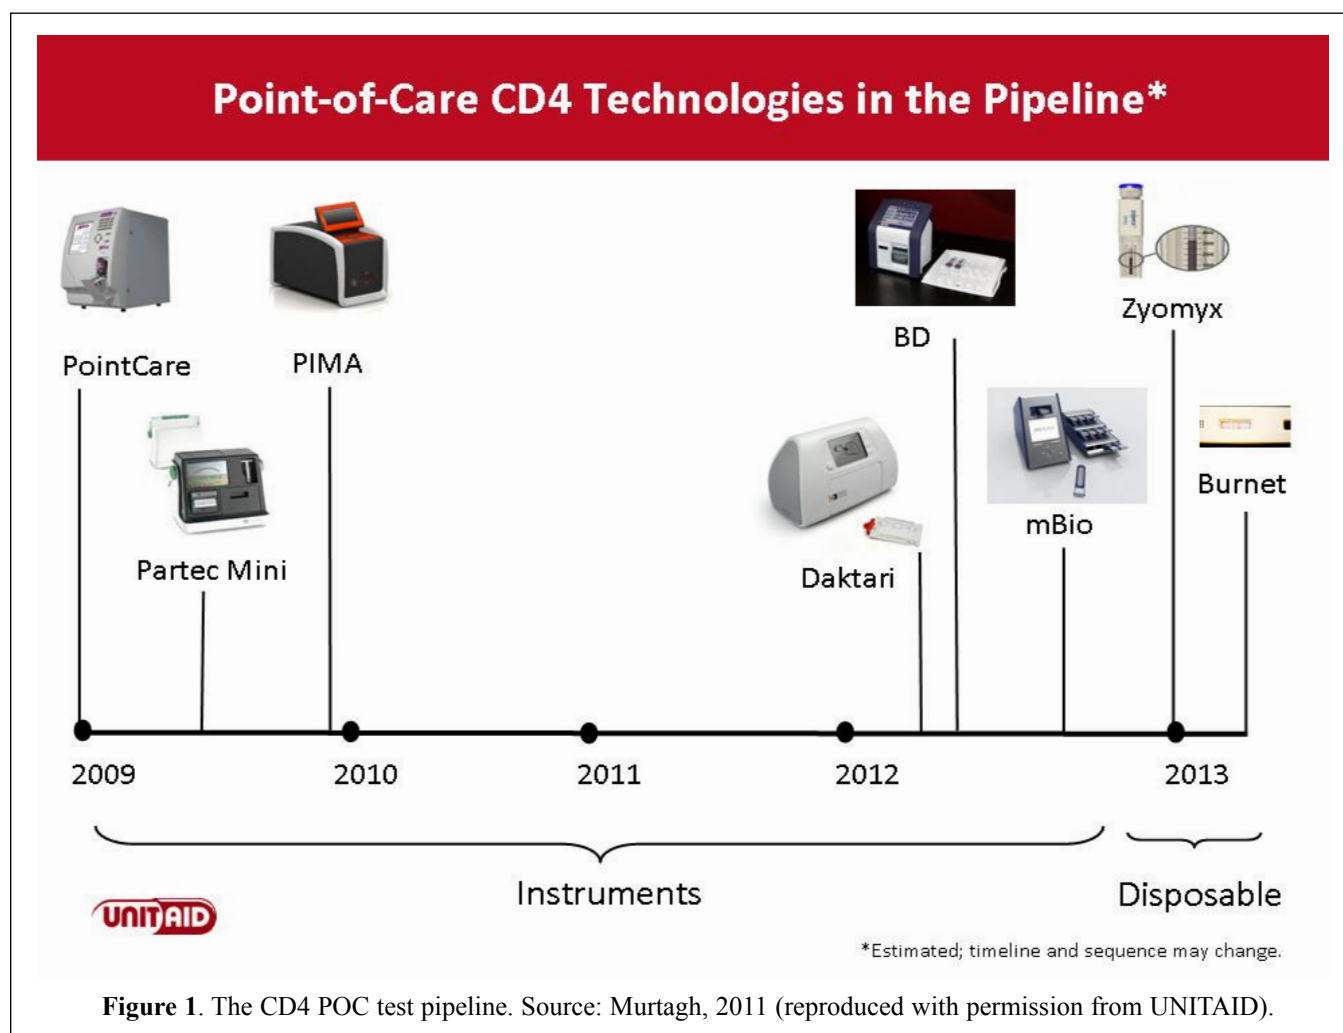 Point-of-Care CD4 Technologies in the Pipeline*
PointCare
PIMA
BD
Zyomyx
Partec Mini
Daktari
mBio
Burnet
2009
2010
2011
2012
2013
Instruments
Disposable
UNITAID
*Estimated; timeline and sequence may change.
Figure 1. The CD4 POC test pipeline. Source: Murtagh, 2011 (reproduced with permission from UNITAID).